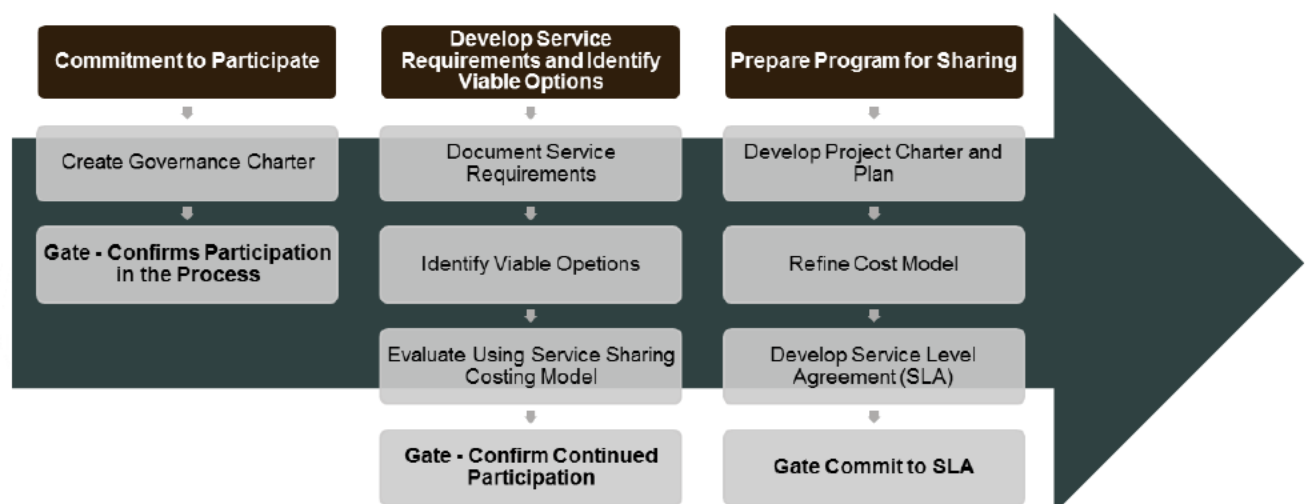 Commitment to Participate
Create Governance Charter
Gate - Confirms Participation
in the Process
Develop Service
Requirements and Identify
Viable Options
Document Service
Requirements
Identify Viable Opetions
Evaluate Using Service Sharing
Costing Model
Gate - Confirm Continued
Participation
Prepare Program for Sharing
Develop Project Charter and
Plan
Refine Cost Model
Develop Service Level
Agreement (SLA)
Gate Commit to SLA